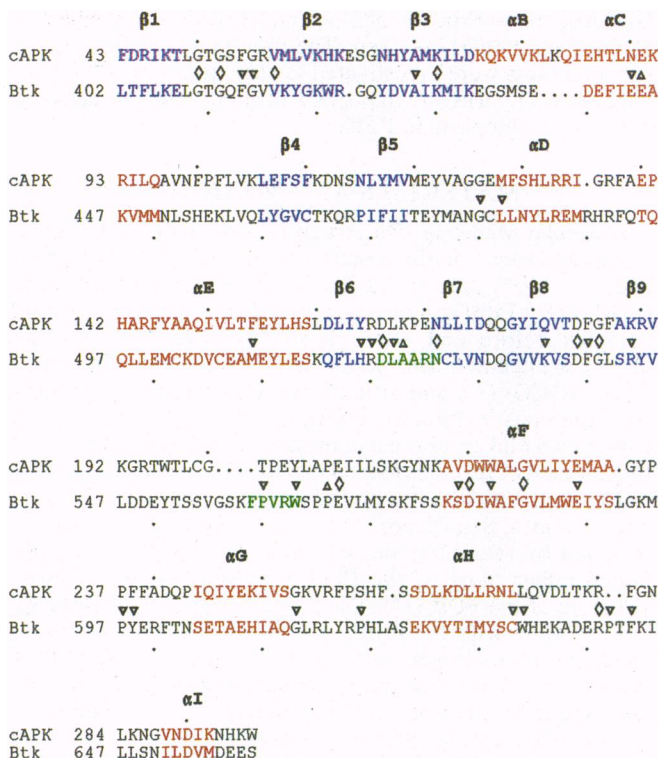 β1 β2 β3 αB αC
cAPK 43 FDRIKTLGTGSFGRVMLVKHKESGNHYAMKILDKQKVVKLKQIEHTLNEK
Btk 402 LTFLKELGTGQFGVVKYGKWR.GQYDVAIKMIKEGSMSE....DEFIEEA
β4 β5 αD
cAPK 93 RILQAVNFPFLVKLEFSFKDNSNLYMVMEYVAGGEMFSHLRRI.GRFAEP
Btk 447 KVMMNLSHEKLVQLYGVCTKQRPIFIITEYMANGCLLNYLREMRHRFQTQ
αE β6 β7 β8 β9
cAPK 142 HARFYAAQIVLTFEYLHSLDLIYRDLKPENLLIDQQGYIQVTDFGFAKRV
Btk 497 QLLEMCKDVCEAMEYLESKQFLHRDLAARNCLVNDQGVVKVSDFGLSRYV
αF
cAPK 192 KGRTWTLCG....TPEYLAPEIILSKGYNKAVDWWALGVLIYEMAA.GYP
Btk 547 LDDEYTSSVGSKFPVRWSPPEVLMYSKFSSKSDIWAFGVLMWEIYSLGKM
αG αH
cAPK 237 PFFADQPIQIYEKIVSGKVRFPSHF.SSDLKDLLRNLLQVDLTKR..FGN
Btk 597 PYERFTNSETAEHIAQGLRLYRPHLASEKVYTIMYSCWHEKADERPTFKI
αI
cAPK 284 LKNGVNDIKNHKW
Btk 647 LLSNILDVMDEES